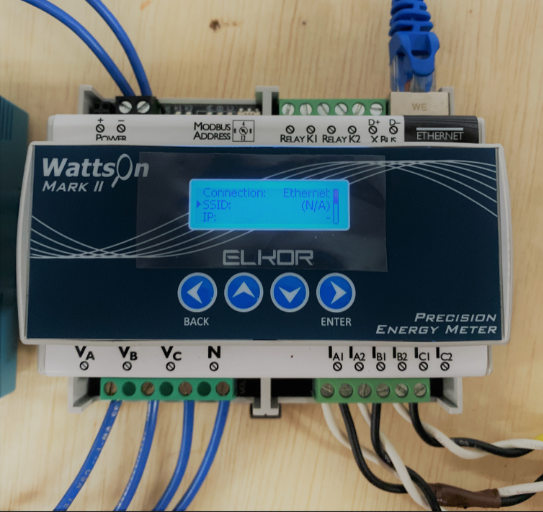 WE
+ -
POWER
MODBUS
ADDRESS
RELAY K1 RELAY K2 X BUS
D+ D-
ETHERNET
WattsOn
MARK II
Connection: Ethernet
SSID: (N/A)
IP: -
ELKOR
BACK
ENTER
PRECISION
ENERGY METER
VA VB VC N
IA1 IA2 IB1 IB2 IC1 IC2